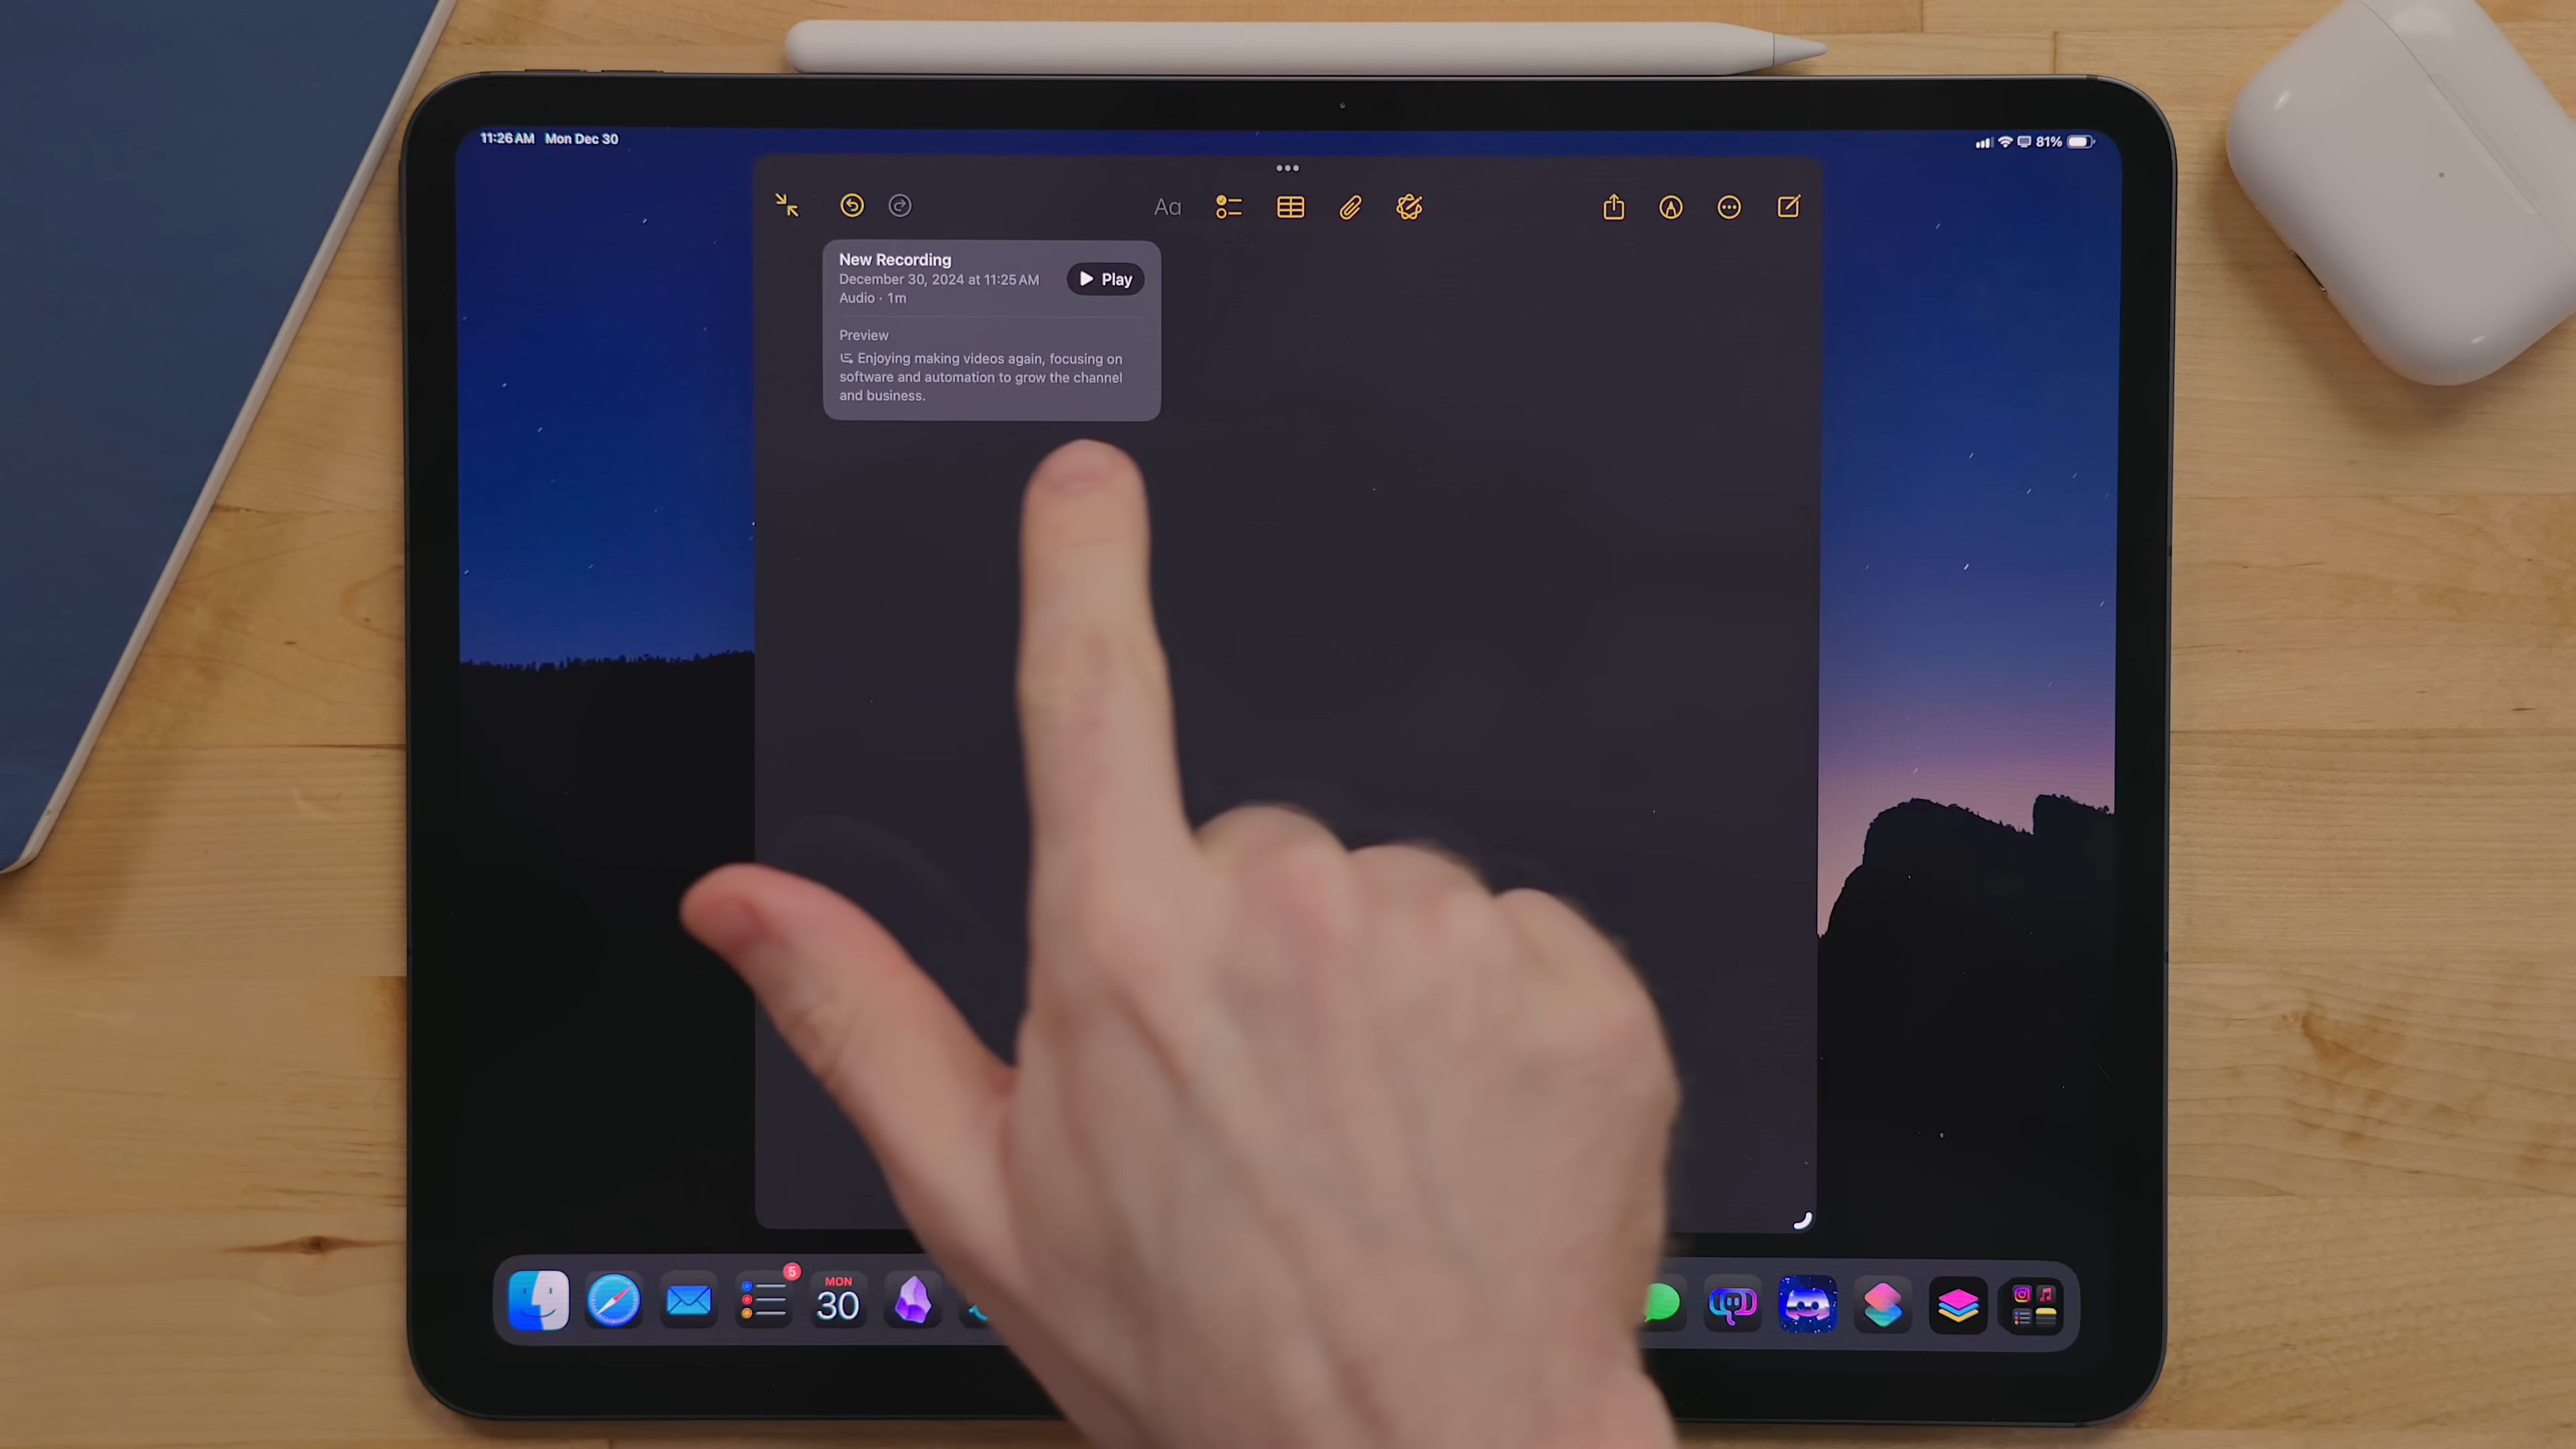 11:26 AM Mon Dec 30
81%
Aa
New Recording
December 30, 2024 at 11:25 AM
Audio · 1m
Play
Preview
Enjoying making videos again, focusing on
software and automation to grow the channel
and business.
5
MON
30